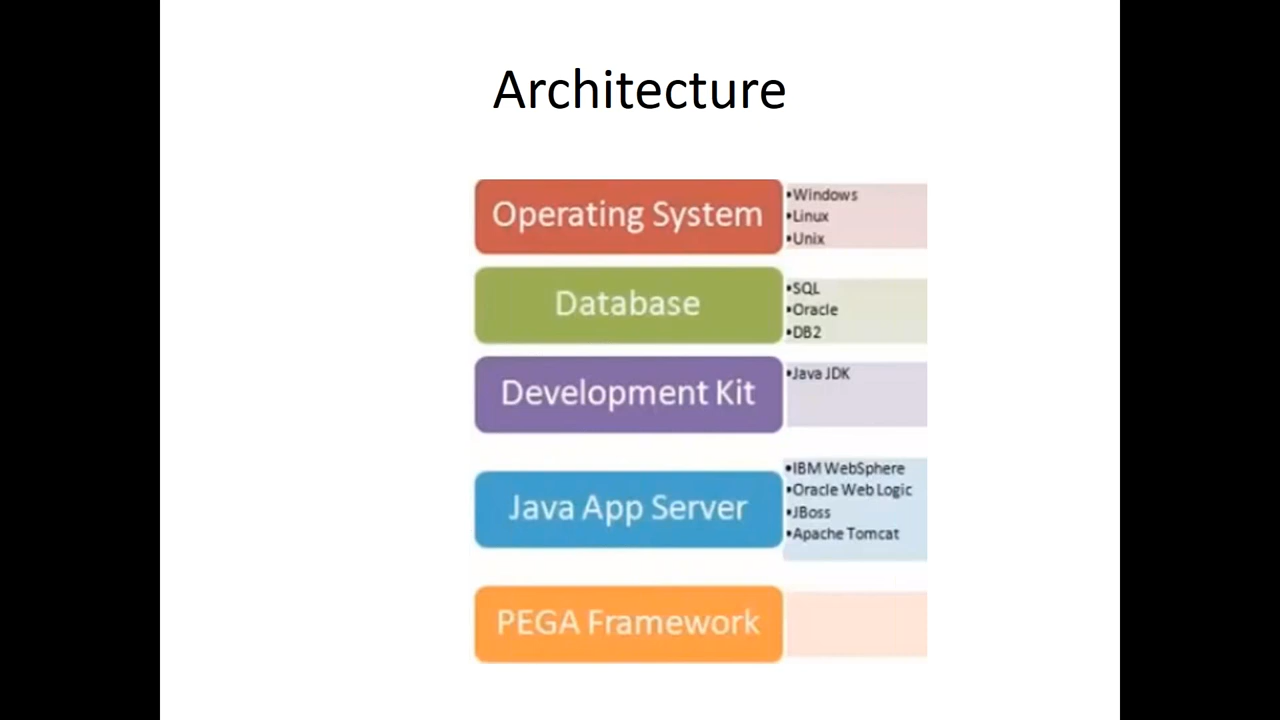 Architecture
Operating System
•Windows
•Linux
•Unix
Database
•SQL
•Oracle
•DB2
Development Kit
•Java JDK
Java App Server
•IBM WebSphere
•Oracle Web Logic
•JBoss
•Apache Tomcat
PEGA Framework